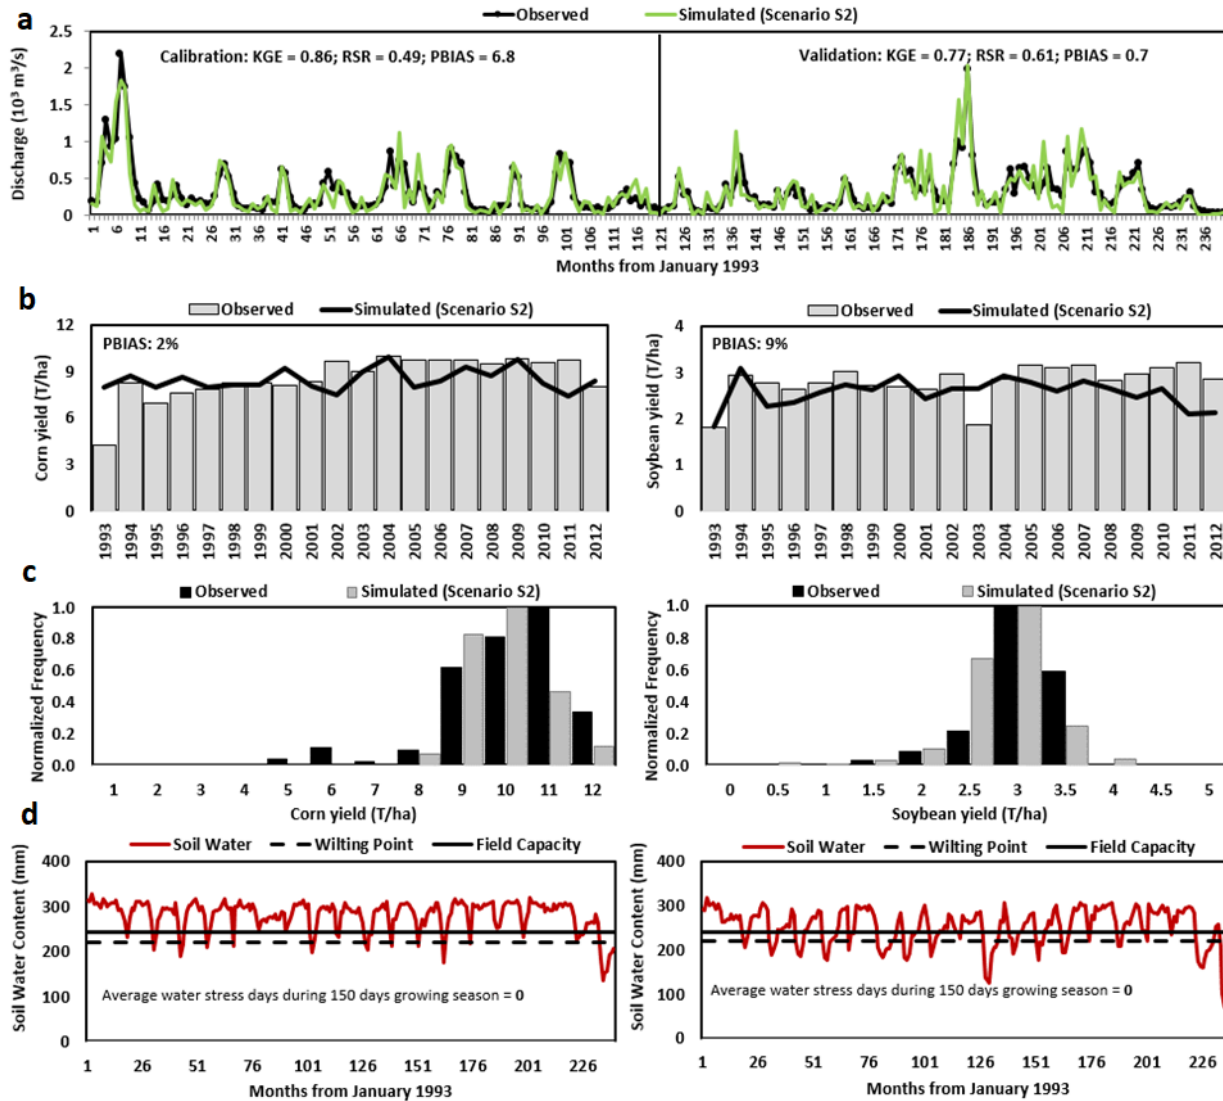 a
Observed Simulated (Scenario S2)
Calibration: KGE = 0.86; RSR = 0.49; PBIAS = 6.8 Validation: KGE = 0.77; RSR = 0.61; PBIAS = 0.7
Discharge (10³ m³/s)
2.5
2
1.5
1
0.5
0
1 6 11 16 21 26 31 36 41 46 51 56 61 66 71 76 81 86 91 96 101 106 111 116 121 126 131 136 141 146 151 156 161 166 171 176 181 186 191 196 201 206 211 216 221 226 231 236
Months from January 1993
b
Observed Simulated (Scenario S2)
PBIAS: 2%
Corn yield (T/ha)
12
9
6
3
0
1993 1994 1995 1996 1997 1998 1999 2000 2001 2002 2003 2004 2005 2006 2007 2008 2009 2010 2011 2012
Observed Simulated (Scenario S2)
PBIAS: 9%
Soybean yield (T/ha)
4
3
2
1
0
1993 1994 1995 1996 1997 1998 1999 2000 2001 2002 2003 2004 2005 2006 2007 2008 2009 2010 2011 2012
c
Observed Simulated (Scenario S2)
Normalized Frequency
1.0
0.8
0.6
0.4
0.2
0.0
1 2 3 4 5 6 7 8 9 10 11 12
Corn yield (T/ha)
Observed Simulated (Scenario S2)
Normalized Frequency
1.0
0.8
0.6
0.4
0.2
0.0
0 0.5 1 1.5 2 2.5 3 3.5 4 4.5 5
Soybean yield (T/ha)
d
Soil Water Wilting Point Field Capacity
Soil Water Content (mm)
400
300
200
100
0
Average water stress days during 150 days growing season = 0
1 26 51 76 101 126 151 176 201 226
Months from January 1993
Soil Water Wilting Point Field Capacity
Soil Water Content (mm)
400
300
200
100
0
Average water stress days during 150 days growing season = 0
1 26 51 76 101 126 151 176 201 226
Months from January 1993